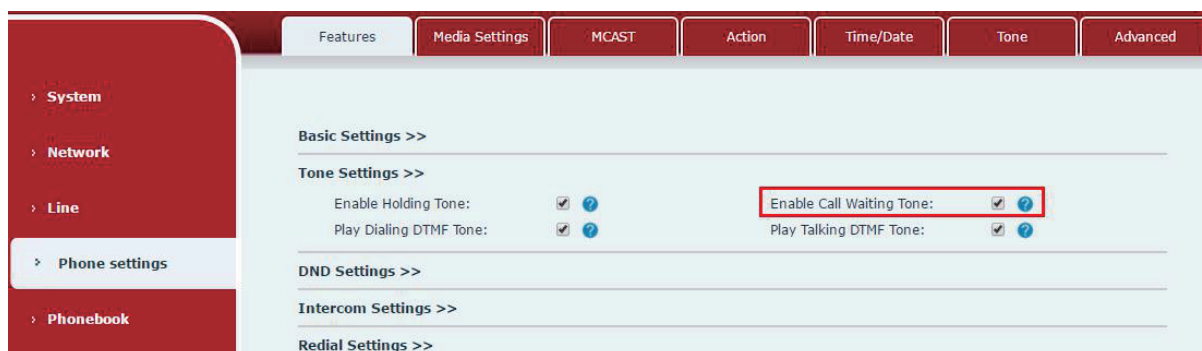 Features Media Settings MCAST Action Time/Date Tone Advanced
› System
› Network
› Line
› Phone settings
› Phonebook
Basic Settings >>
Tone Settings >>
Enable Holding Tone: ? Enable Call Waiting Tone: ?
Play Dialing DTMF Tone: ? Play Talking DTMF Tone: ?
DND Settings >>
Intercom Settings >>
Redial Settings >>